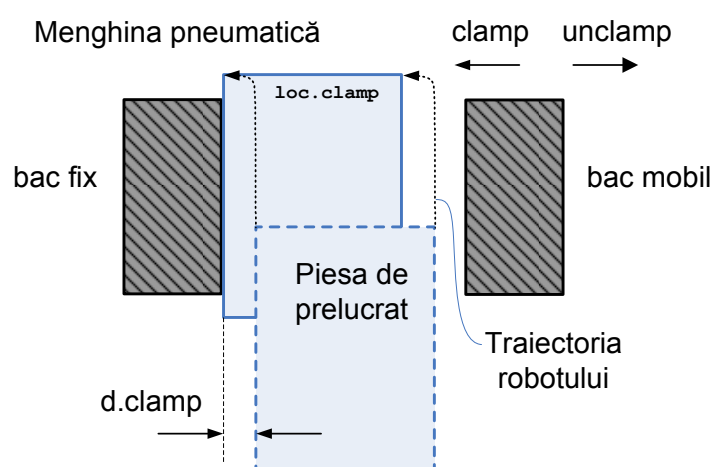 Menghina pneumatică
clamp unclamp
loc.clamp
bac fix
bac mobil
Piesa de
prelucrat
Traiectoria
robotului
d.clamp